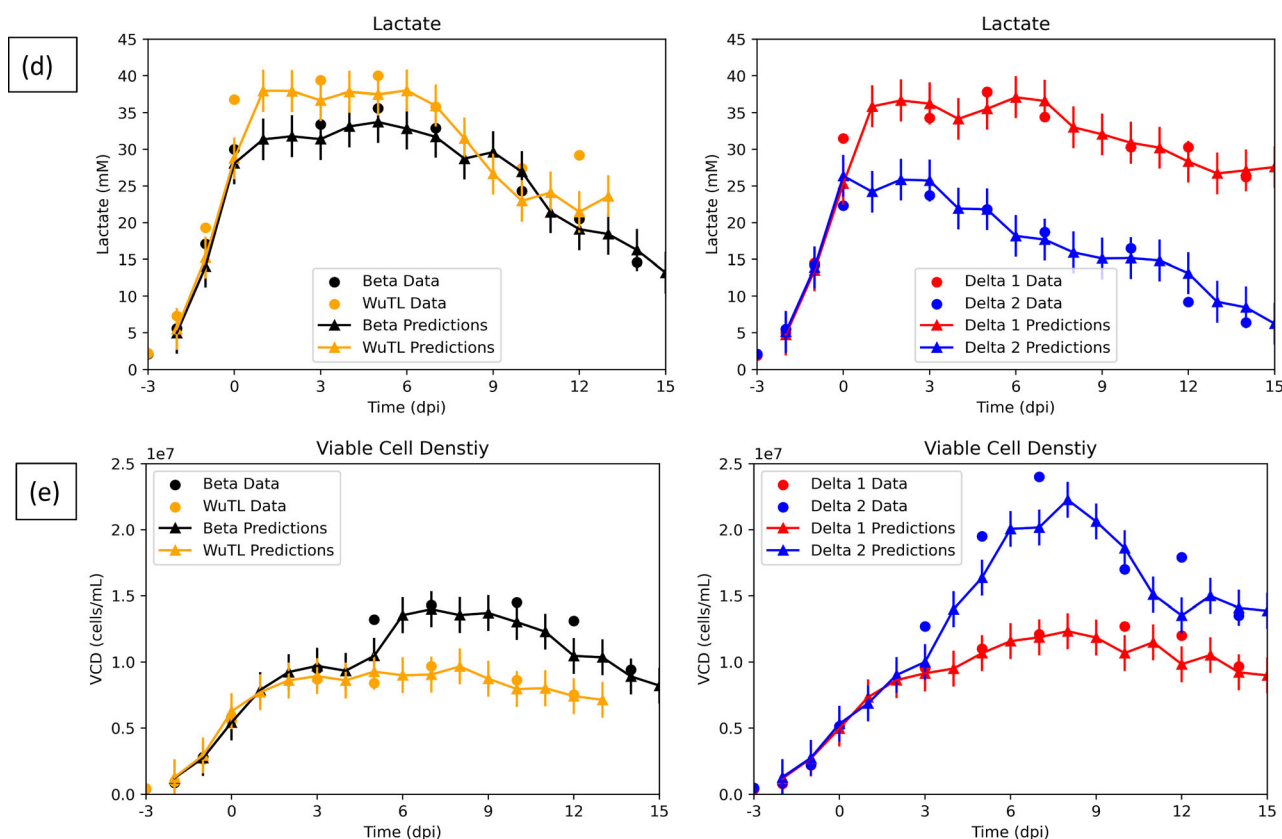 (d)
Lactate
45
40
35
30
25
20
15
10
5
0
Lactate (mM)
Beta Data
WuTL Data
Beta Predictions
WuTL Predictions
-3
0
3
6
9
12
15
Time (dpi)
Lactate
45
40
35
30
25
20
15
10
5
0
Lactate (mM)
Delta 1 Data
Delta 2 Data
Delta 1 Predictions
Delta 2 Predictions
-3
0
3
6
9
12
15
Time (dpi)
(e)
Viable Cell Denstiy
1e7
2.5
2.0
1.5
1.0
0.5
0.0
VCD (cells/mL)
Beta Data
WuTL Data
Beta Predictions
WuTL Predictions
-3
0
3
6
9
12
15
Time (dpi)
Viable Cell Denstiy
1e7
2.5
2.0
1.5
1.0
0.5
0.0
VCD (cells/mL)
Delta 1 Data
Delta 2 Data
Delta 1 Predictions
Delta 2 Predictions
-3
0
3
6
9
12
15
Time (dpi)